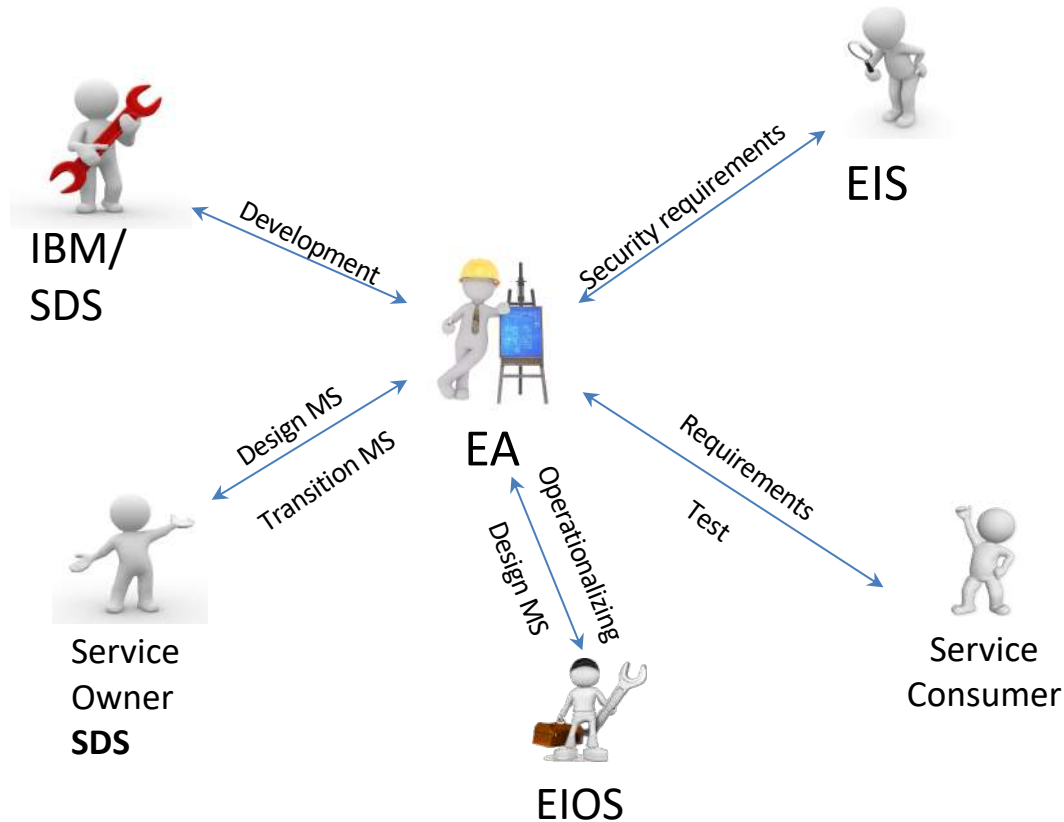 EIS
IBM/
SDS
Development
Security requirements
EA
Design MS
Transition MS
Operationalizing
Design MS
Requirements
Test
Service
Owner
SDS
Service
Consumer
EIOS